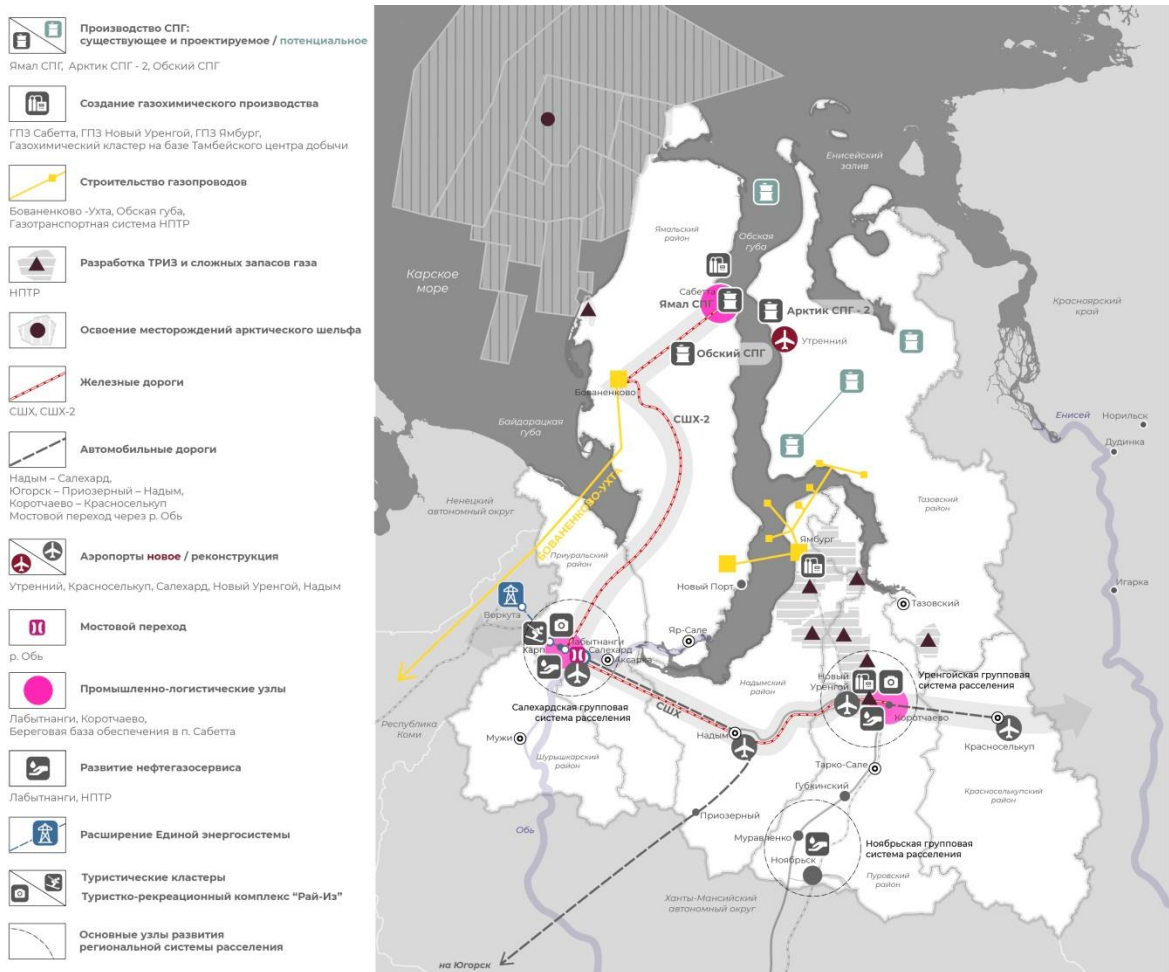 Производство СПГ:
существующее и проектируемое / потенциальное
Ямал СПГ, Арктик СПГ - 2, Обский СПГ
Создание газохимического производства
ГПЗ Сабетта, ГПЗ Новый Уренгой, ГПЗ Ямбург,
Газохимический кластер на базе Тамбейского центра добычи
Строительство газопроводов
Бованенково -Ухта, Обская губа,
Газотранспортная система НПТР
Разработка ТРИЗ и сложных запасов газа
НПТР
Освоение месторождений арктического шельфа
Железные дороги
СШХ, СШХ-2
Автомобильные дороги
Надым – Салехард,
Югорск – Приозерный – Надым,
Коротчаево – Красноселькуп
Мостовой переход через р. Обь
Аэропорты новое / реконструкция
Утренний, Красноселькуп, Салехард, Новый Уренгой, Надым
Мостовой переход
р. Обь
Промышленно-логистические узлы
Лабытнанги, Коротчаево,
Береговая база обеспечения в п. Сабетта
Развитие нефтегазосервиса
Лабытнанги, НПТР
Расширение Единой энергосистемы
Туристические кластеры
Туристко-рекреационный комплекс “Рай-Из”
Основные узлы развития
региональной системы расселения
Енисейский
залив
Ямальский
район
Обская
губа
Карское
море
Сабетта
Ямал СПГ
Арктик СПГ - 2
Утренний
Красноярский
край
Обский СПГ
Бованенково
СШХ-2
Байдарацкая
губа
Енисей
Норильск
Дудинка
Ненецкий
автономный округ
БОВАНЕНКОВО-УХТА
Тазовский
район
Приуральский
район
Ямбург
Новый Порт
Игарка
Тазовский
Воркута
Яр-Сале
Лабытнанги
Харп
Салехард
Аксарка
Надымский
район
Новый
Уренгой
Уренгойская групповая
система расселения
Салехардская групповая
система расселения
СШХ
Коротчаево
Республика
Коми
Надым
Красноселькуп
Мужи
Шурышкарский
район
Тарко-Сале
Губкинский
Красноселькупский
район
Приозерный
Обь
Муравленко
Ноябрьская групповая
система расселения
Ноябрьск
Пуровский
район
Ханты-Мансийский
автономный округ
на Югорск